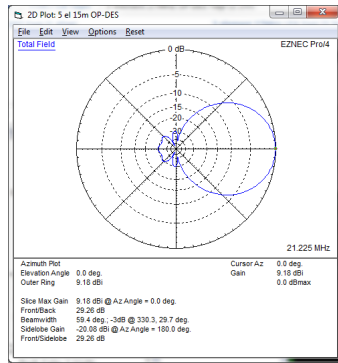 2D Plot: 5 el 15m OP-DES
File Edit View Options Reset
Total Field
EZNEC Pro/4
0 dB
-5
-10
-15
-20
-30
21.225 MHz
Azimuth Plot
Elevation Angle 0.0 deg.
Outer Ring 9.18 dBi
Cursor Az 0.0 deg.
Gain 9.18 dBi
0.0 dBmax
Slice Max Gain 9.18 dBi @ Az Angle = 0.0 deg.
Front/Back 29.26 dB
Beamwidth 59.4 deg.; -3dB @ 330.3, 29.7 deg.
Sidelobe Gain -20.08 dBi @ Az Angle = 180.0 deg.
Front/Sidelobe 29.26 dB